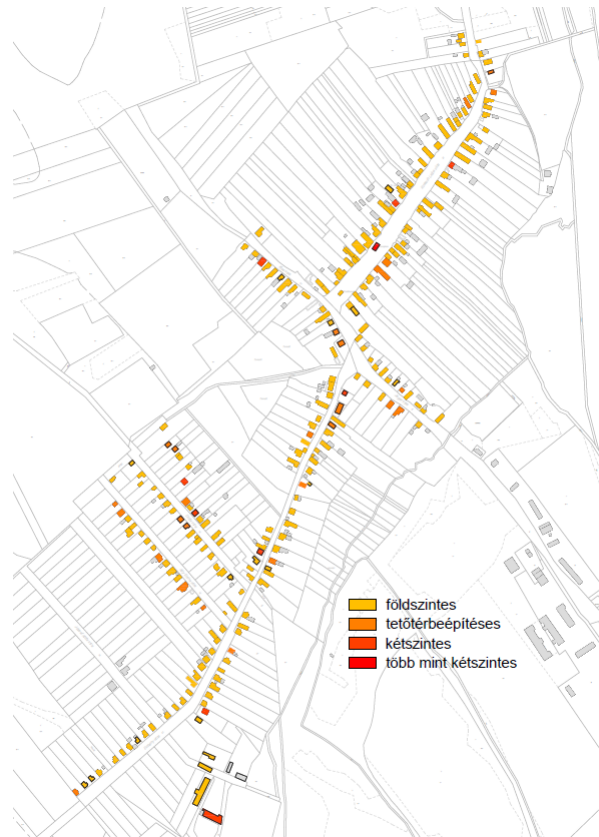 földszintes
tetőtérbeépítéses
kétszintes
több mint kétszintes